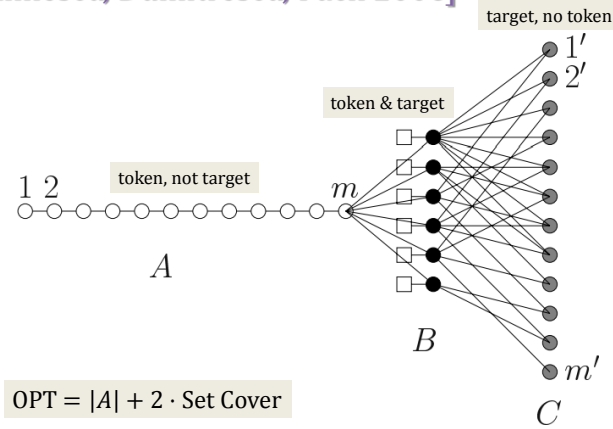 target, no token
1′
2′
token & target
token, not target
1 2
m
A
B
m′
OPT = |A| + 2 · Set Cover
C